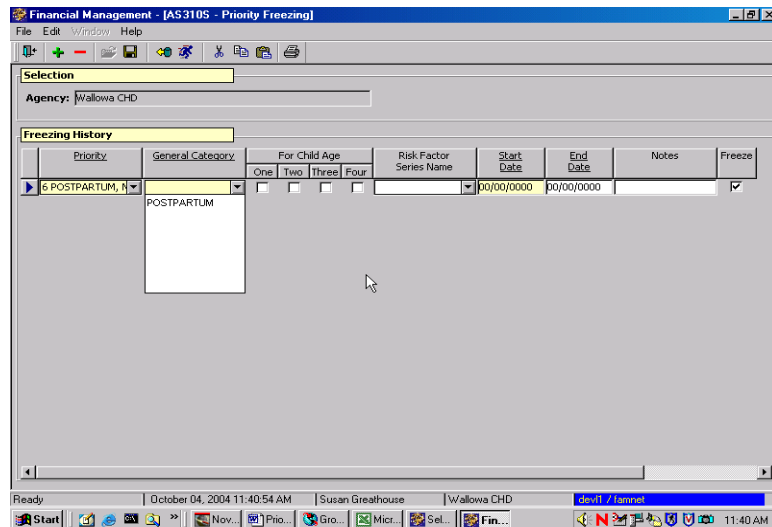 Financial Management - [AS310S - Priority Freezing]
File Edit Window Help
Selection
Agency: Wallowa CHD
Freezing History
Priority General Category For Child Age Risk Factor Series Name Start Date End Date Notes Freeze
One Two Three Four
6 POSTPARTUM, N 00/00/0000 00/00/0000
POSTPARTUM
Ready October 04, 2004 11:40:54 AM Susan Greathouse Wallowa CHD devl1 / famnet
Start » Nov... Prio... Gro... Micr... Sel... Fin... 11:40 AM